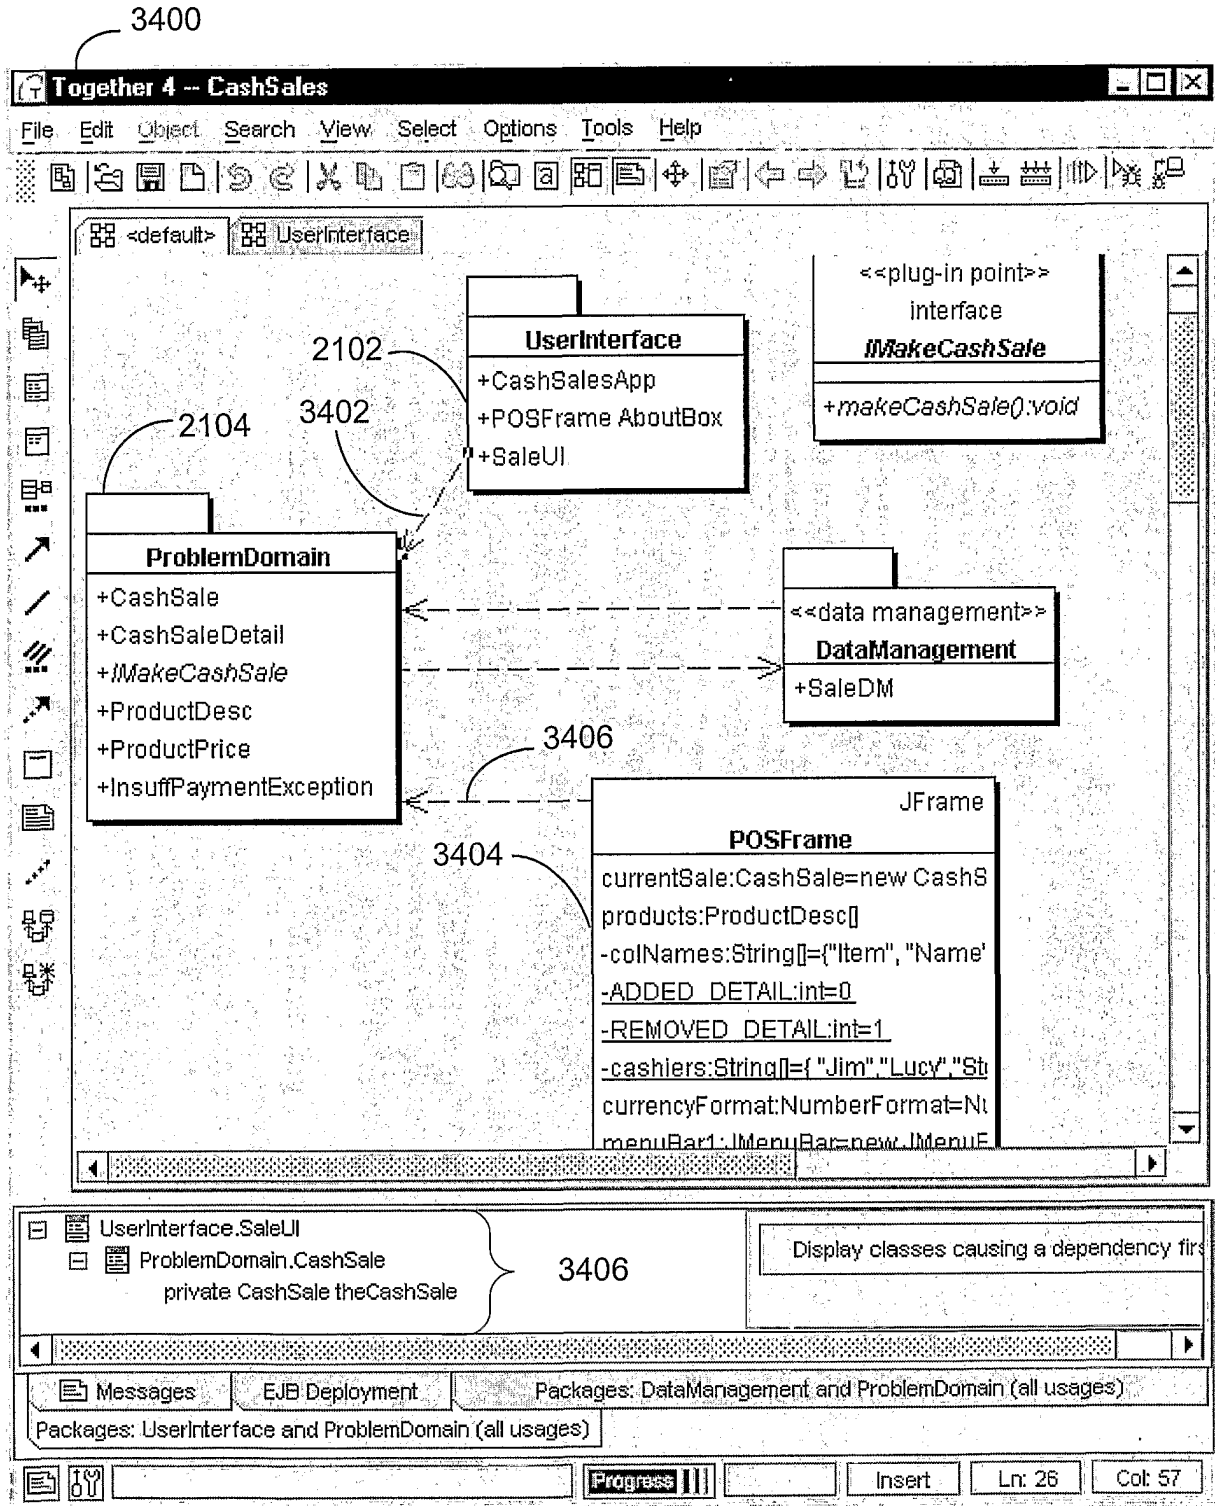 3400
Together 4 -- CashSales
File Edit Object Search View Select Options Tools Help
<default> UserInterface
<<plug-in point>>
interface
IMakeCashSale
+makeCashSale():void
2102
UserInterface
+CashSalesApp
+POSFrame AboutBox
+SaleUI
3402
2104
ProblemDomain
+CashSale
+CashSaleDetail
+IMakeCashSale
+ProductDesc
+ProductPrice
+InsuffPaymentException
<<data management>>
DataManagement
+SaleDM
3406
JFrame
POSFrame
3404
currentSale:CashSale=new CashS
products:ProductDesc[]
-colNames:String[]={"Item", "Name"
-ADDED_DETAIL:int=0
-REMOVED_DETAIL:int=1
-cashiers:String[]={ "Jim","Lucy","Ste
currencyFormat:NumberFormat=Nu
menuBar1:JMenuBar=new JMenuB
UserInterface.SaleUI
ProblemDomain.CashSale
private CashSale theCashSale
3406
Display classes causing a dependency firs
Messages EJB Deployment Packages: DataManagement and ProblemDomain (all usages)
Packages: UserInterface and ProblemDomain (all usages)
Progress Insert Ln: 26 Col: 57